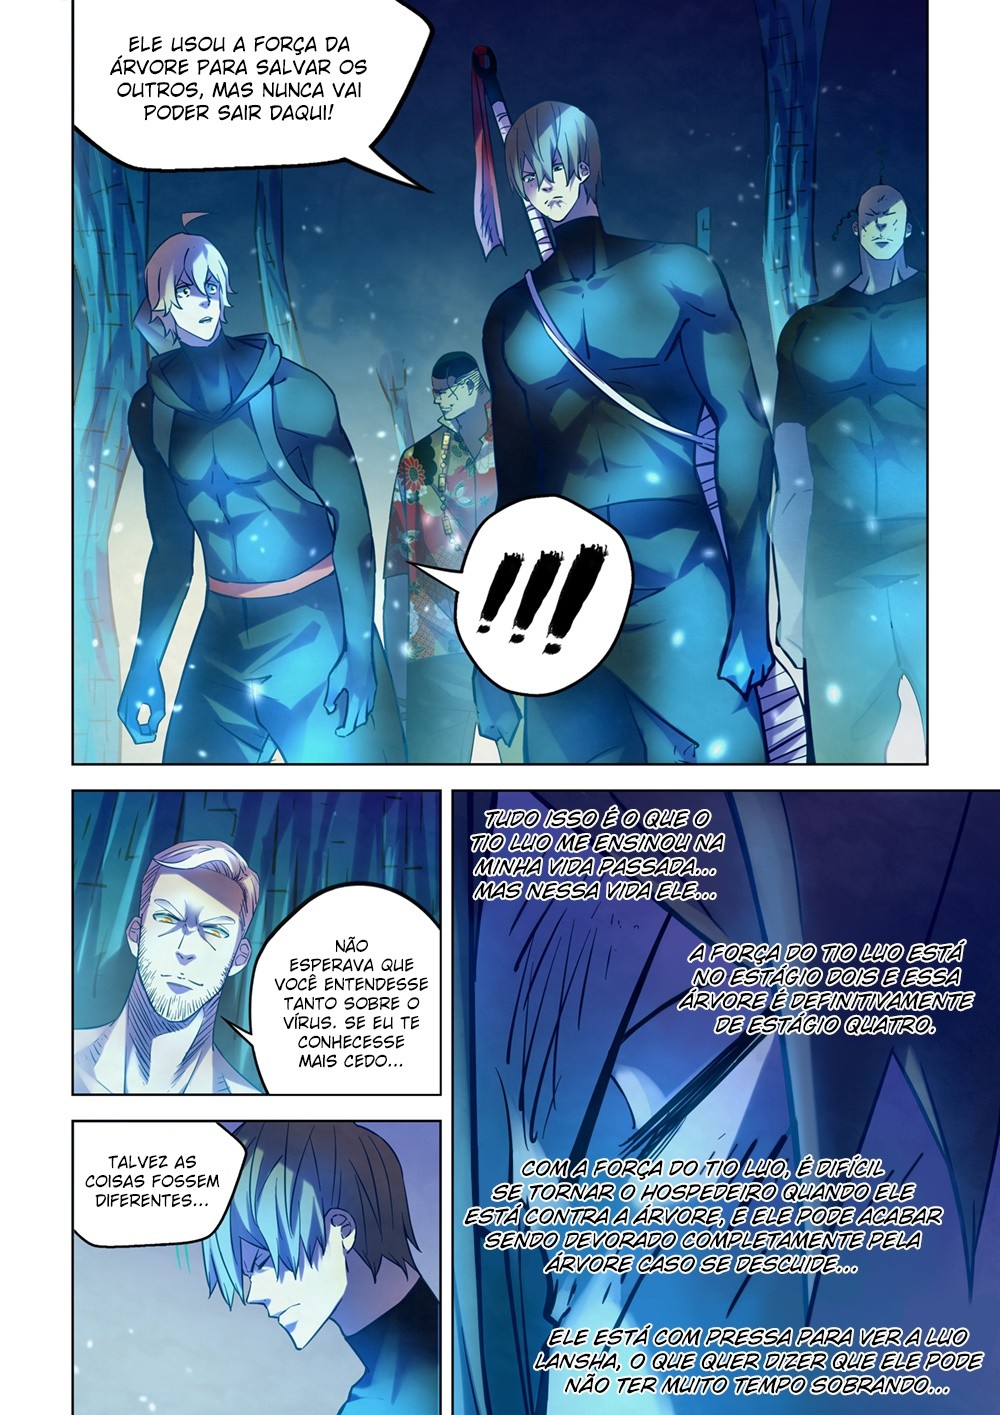 ELE USOU A FORÇA DA
ÁRVORE PARA SALVAR OS
OUTROS, MAS NUNCA VAI
PODER SAIR DAQUI!
!!!
NÃO
ESPERAVA QUE
VOCÊ ENTENDESSE
TANTO SOBRE O
VÍRUS. SE EU TE
CONHECESSE
MAIS CEDO...
TALVEZ AS
COISAS FOSSEM
DIFERENTES...
TUDO ISSO É O QUE O
TIO LUO ME ENSINOU NA
MINHA VIDA PASSADA...
MAS NESSA VIDA ELE...
A FORÇA DO TIO LUO ESTÁ
NO ESTÁGIO DOIS E ESSA
ÁRVORE É DEFINITIVAMENTE
DE ESTÁGIO QUATRO.
COM A FORÇA DO TIO LUO, É DIFÍCIL
SE TORNAR O HOSPEDEIRO QUANDO ELE
ESTÁ CONTRA A ÁRVORE, E ELE PODE ACABAR
SENDO DEVORADO COMPLETAMENTE PELA
ÁRVORE CASO SE DESCUIDE...
ELE ESTÁ COM PRESSA PARA VER A LUO
LANSHA, O QUE QUER DIZER QUE ELE PODE
NÃO TER MUITO TEMPO SOBRANDO...